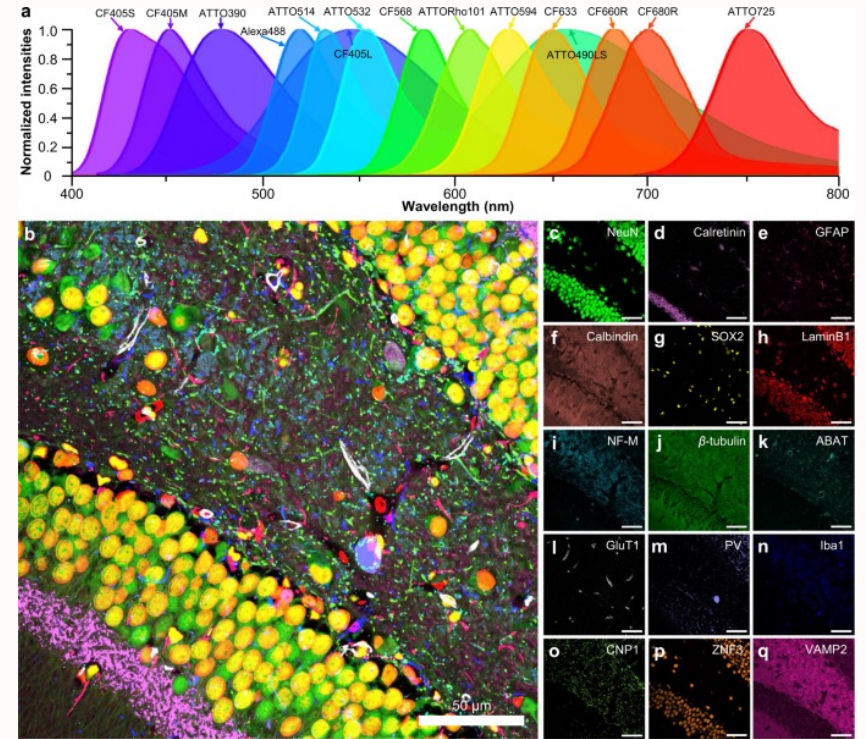 a
CF405S CF405M ATTO390 Alexa488 ATTO514 ATTO532 CF405L CF568 ATTORho101 ATTO594 CF633 ATTO490LS CF660R CF680R ATTO725
Normalized intensities
1.0
0.8
0.6
0.4
0.2
0
400 500 600 700 800
Wavelength (nm)
b
50 μm
c NeuN
d Calretinin
e GFAP
f Calbindin
g SOX2
h LaminB1
i NF-M
j β-tubulin
k ABAT
l GluT1
m PV
n Iba1
o CNP1
p ZNF3
q VAMP2